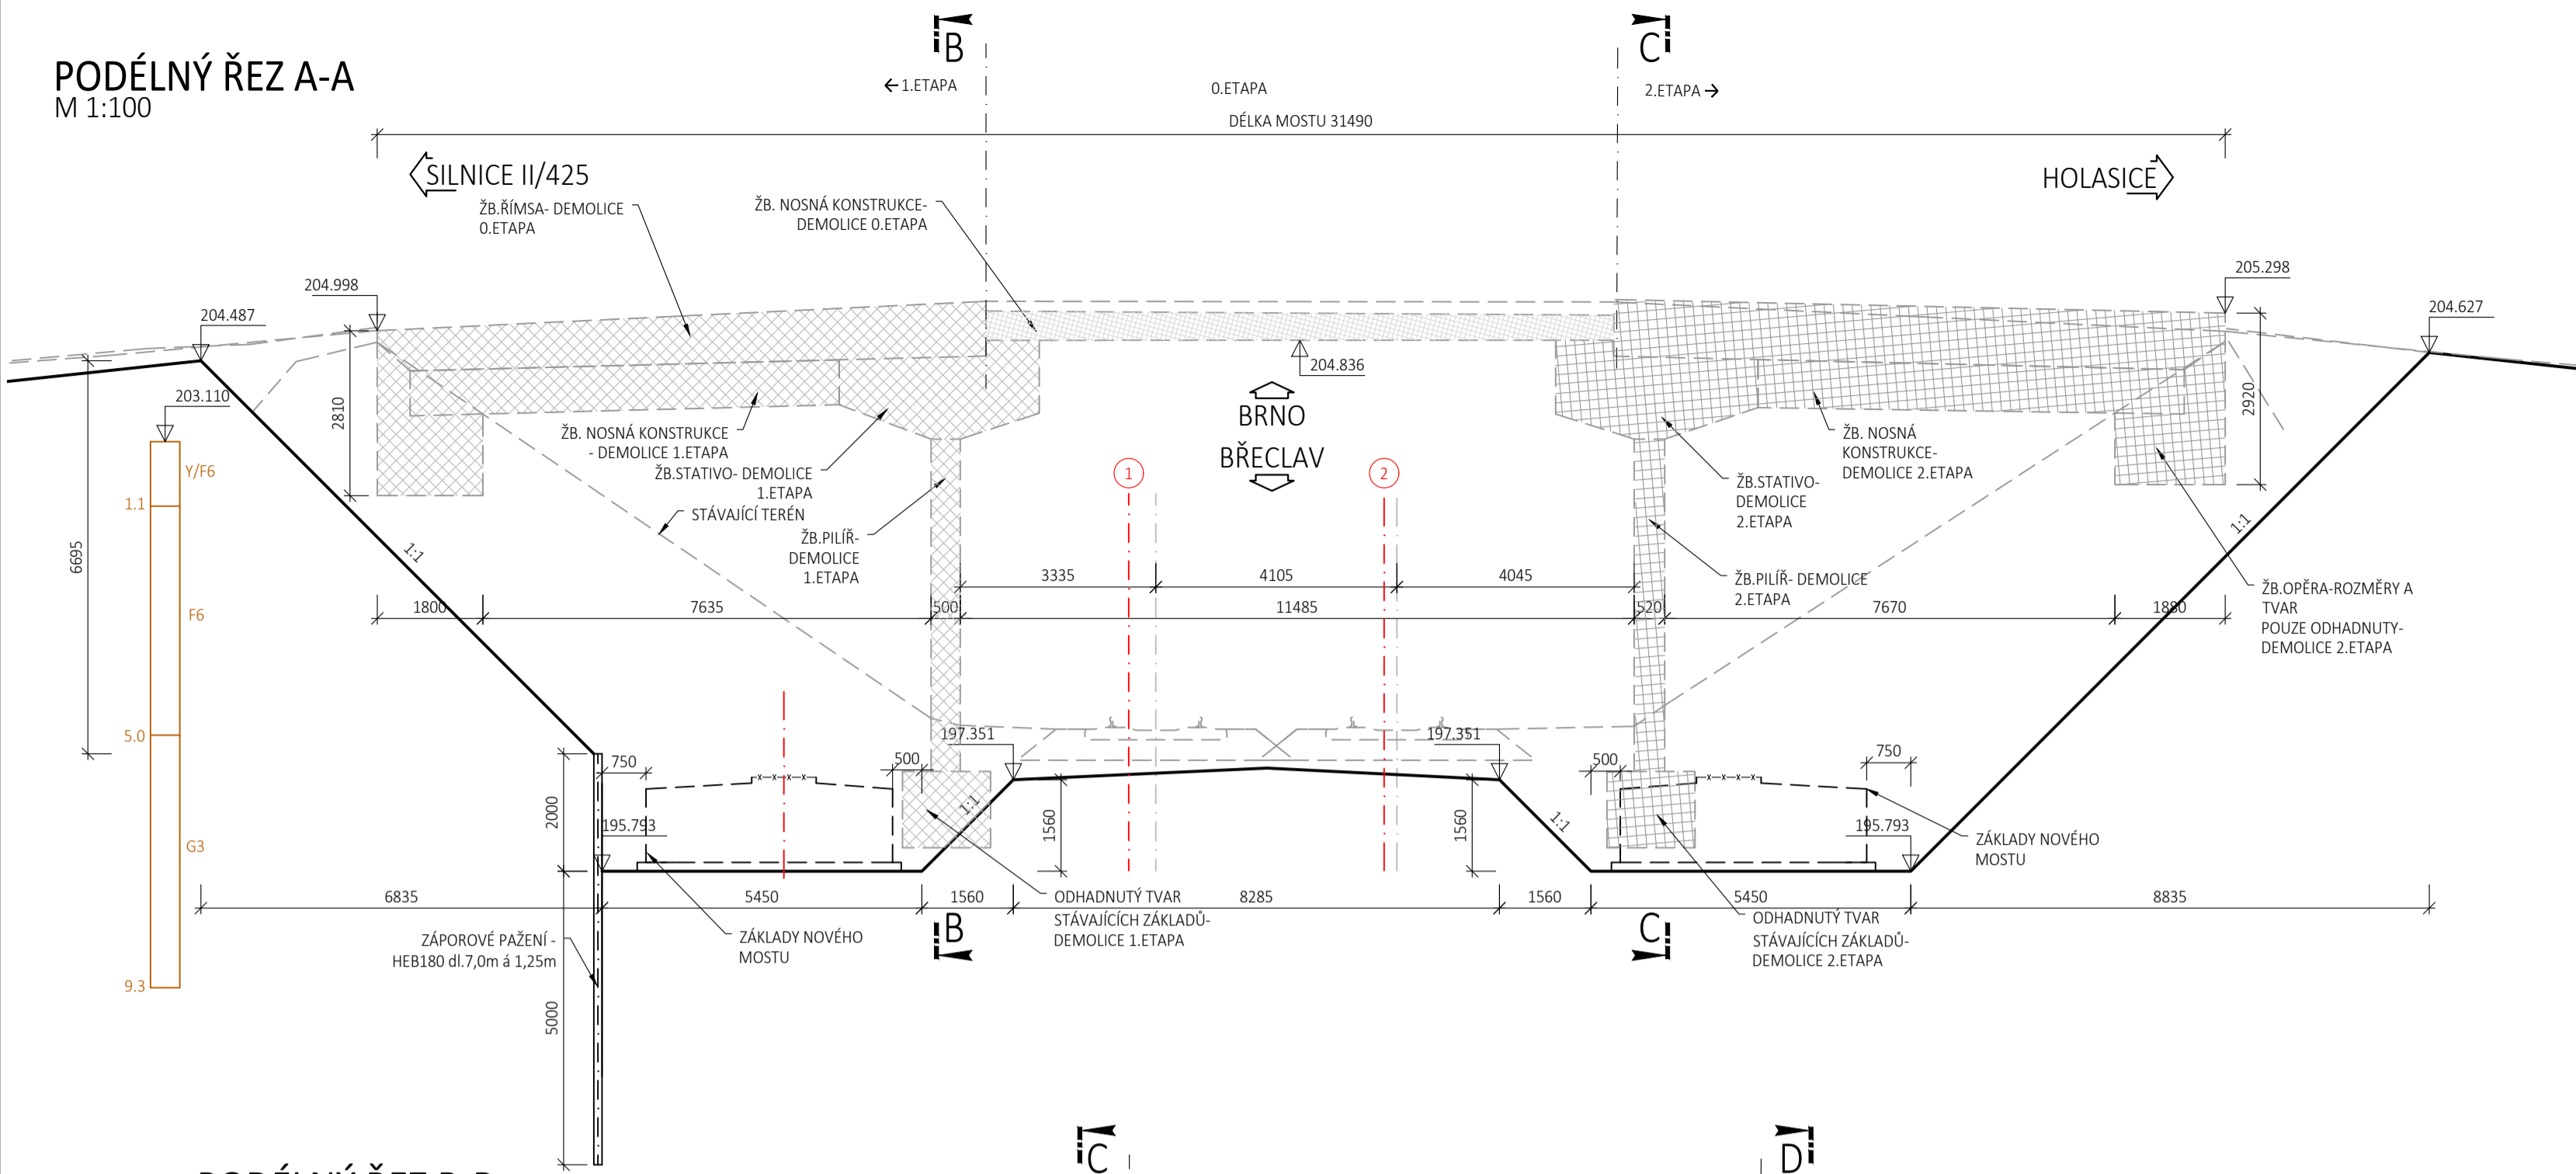 PODÉLNÝ ŘEZ A-A
M 1:100
B
C
1.ETAPA
0.ETAPA
2.ETAPA
DÉLKA MOSTU 31490
SILNICE II/425
HOLASICE
ŽB.ŘÍMSA- DEMOLICE
0.ETAPA
ŽB. NOSNÁ KONSTRUKCE-
DEMOLICE 0.ETAPA
204.487
204.998
205.298
204.627
204.836
203.110
2810
2920
6695
BRNO
BŘECLAV
ŽB. NOSNÁ KONSTRUKCE
- DEMOLICE 1.ETAPA
ŽB.STATIVO- DEMOLICE
1.ETAPA
STÁVAJÍCÍ TERÉN
ŽB.PILÍŘ-
DEMOLICE
1.ETAPA
ŽB. NOSNÁ
KONSTRUKCE-
DEMOLICE 2.ETAPA
ŽB.STATIVO-
DEMOLICE
2.ETAPA
ŽB.PILÍŘ- DEMOLICE
2.ETAPA
ŽB.OPĚRA-ROZMĚRY A
TVAR
POUZE ODHADNUTY-
DEMOLICE 2.ETAPA
Y/F6
1.1
F6
5.0
G3
9.3
1:1
1:1
1
2
3335
4105
4045
1800
7635
500
11485
520
7670
1880
197.351
197.351
750
500
500
750
2000
195.793
1:1
1560
1560
1:1
195.793
ZÁKLADY NOVÉHO
MOSTU
6835
5450
1560
8285
1560
5450
8835
ODHADNUTÝ TVAR
STÁVAJÍCÍCH ZÁKLADŮ-
DEMOLICE 1.ETAPA
ODHADNUTÝ TVAR
STÁVAJÍCÍCH ZÁKLADŮ-
DEMOLICE 2.ETAPA
B
C
ZÁPOROVÉ PAŽENÍ -
HEB180 dl.7,0m á 1,25m
ZÁKLADY NOVÉHO
MOSTU
5000
C
D